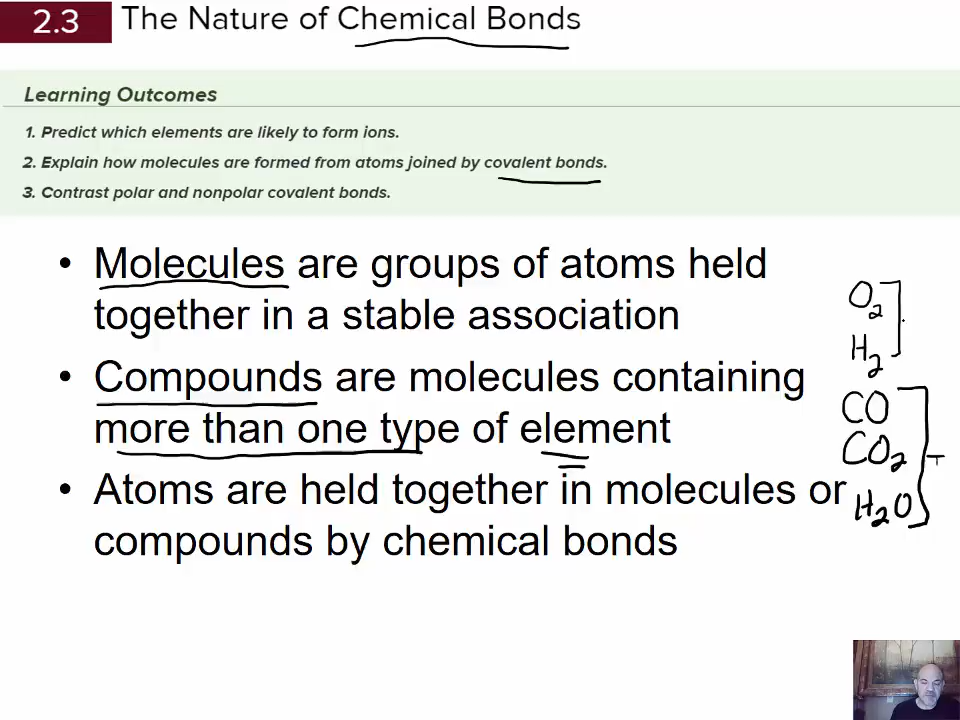 2.3 The Nature of Chemical Bonds
Learning Outcomes
1. Predict which elements are likely to form ions.
2. Explain how molecules are formed from atoms joined by covalent bonds.
3. Contrast polar and nonpolar covalent bonds.
• Molecules are groups of atoms held
together in a stable association
• Compounds are molecules containing
more than one type of element
• Atoms are held together in molecules or
compounds by chemical bonds
O₂
H₂
CO
CO₂
H₂O